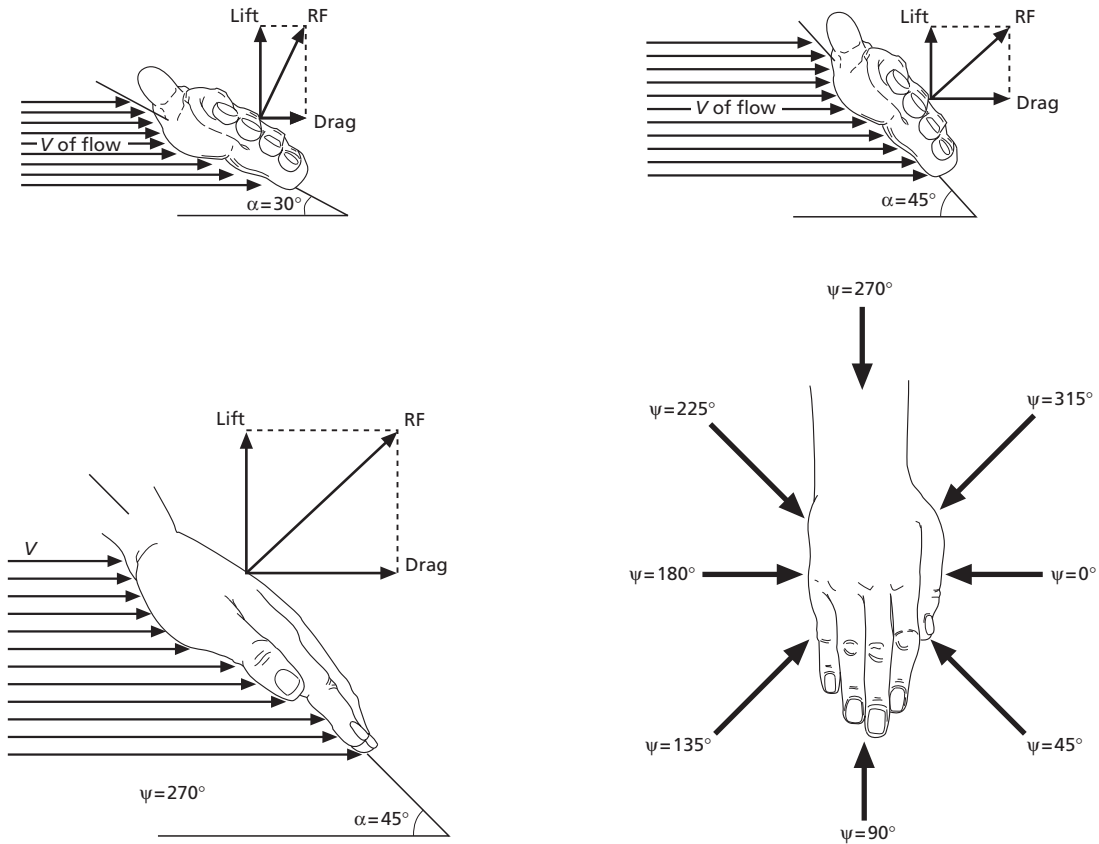 Lift
RF
Drag
V of flow
α=30°
Lift
RF
Drag
V of flow
α=45°
Lift
RF
V
Drag
ψ=270°
α=45°
ψ=270°
ψ=225°
ψ=315°
ψ=180°
ψ=0°
ψ=135°
ψ=45°
ψ=90°